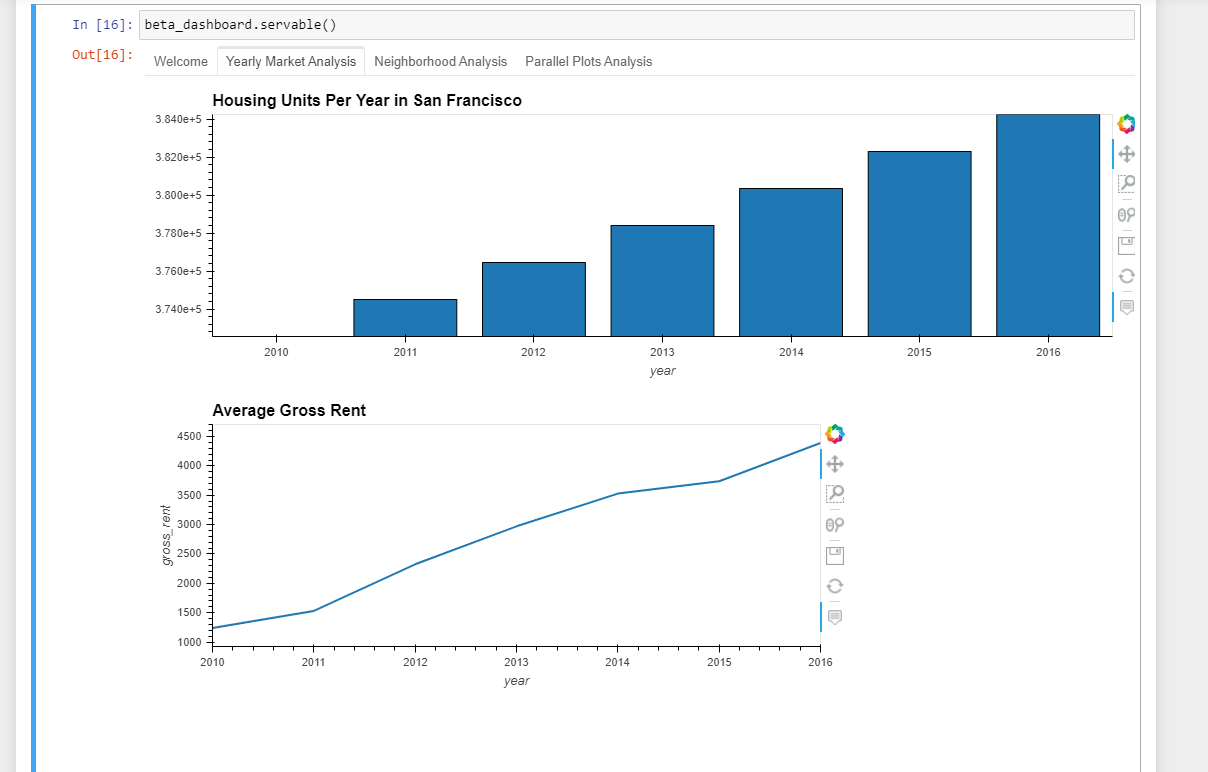 In [16]: beta_dashboard.servable()
Out[16]:
Welcome Yearly Market Analysis Neighborhood Analysis Parallel Plots Analysis
Housing Units Per Year in San Francisco
3.840e+5
3.820e+5
3.800e+5
3.780e+5
3.760e+5
3.740e+5
2010 2011 2012 2013 2014 2015 2016
year
Average Gross Rent
gross_rent
4500
4000
3500
3000
2500
2000
1500
1000
2010 2011 2012 2013 2014 2015 2016
year